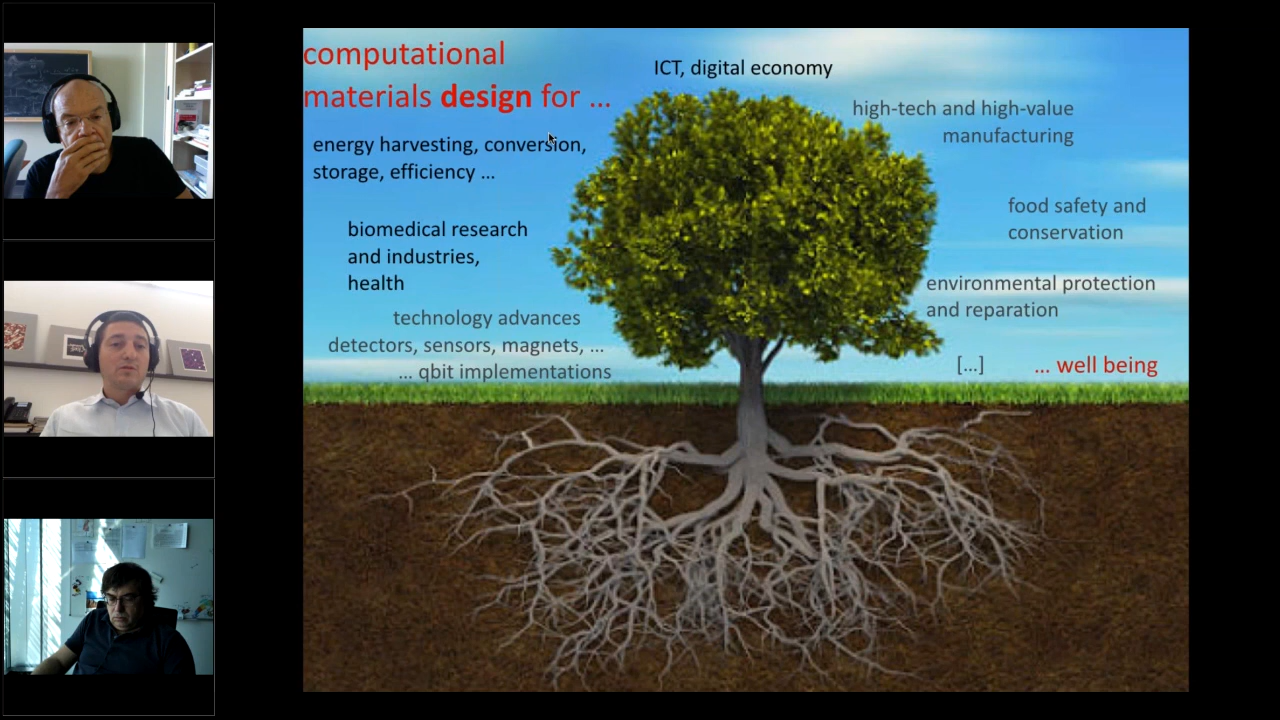 computational
materials design for ...
ICT, digital economy
high-tech and high-value
manufacturing
energy harvesting, conversion,
storage, efficiency ...
food safety and
conservation
biomedical research
and industries,
health
environmental protection
and reparation
technology advances
detectors, sensors, magnets, ...
... qbit implementations
[...]
... well being